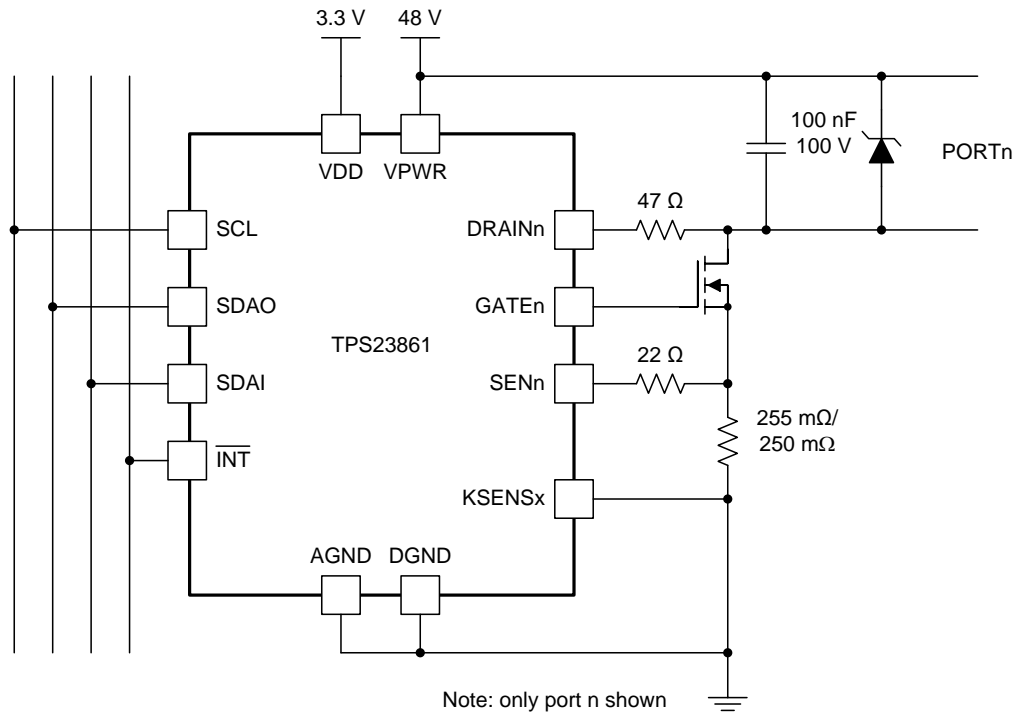 3.3 V
48 V
VDD
VPWR
100 nF
100 V
PORTn
47 Ω
SCL
DRAINn
SDAO
GATEn
TPS23861
22 Ω
SDAI
SENn
255 mΩ/
250 mΩ
INT
KSENSx
AGND
DGND
Note: only port n shown